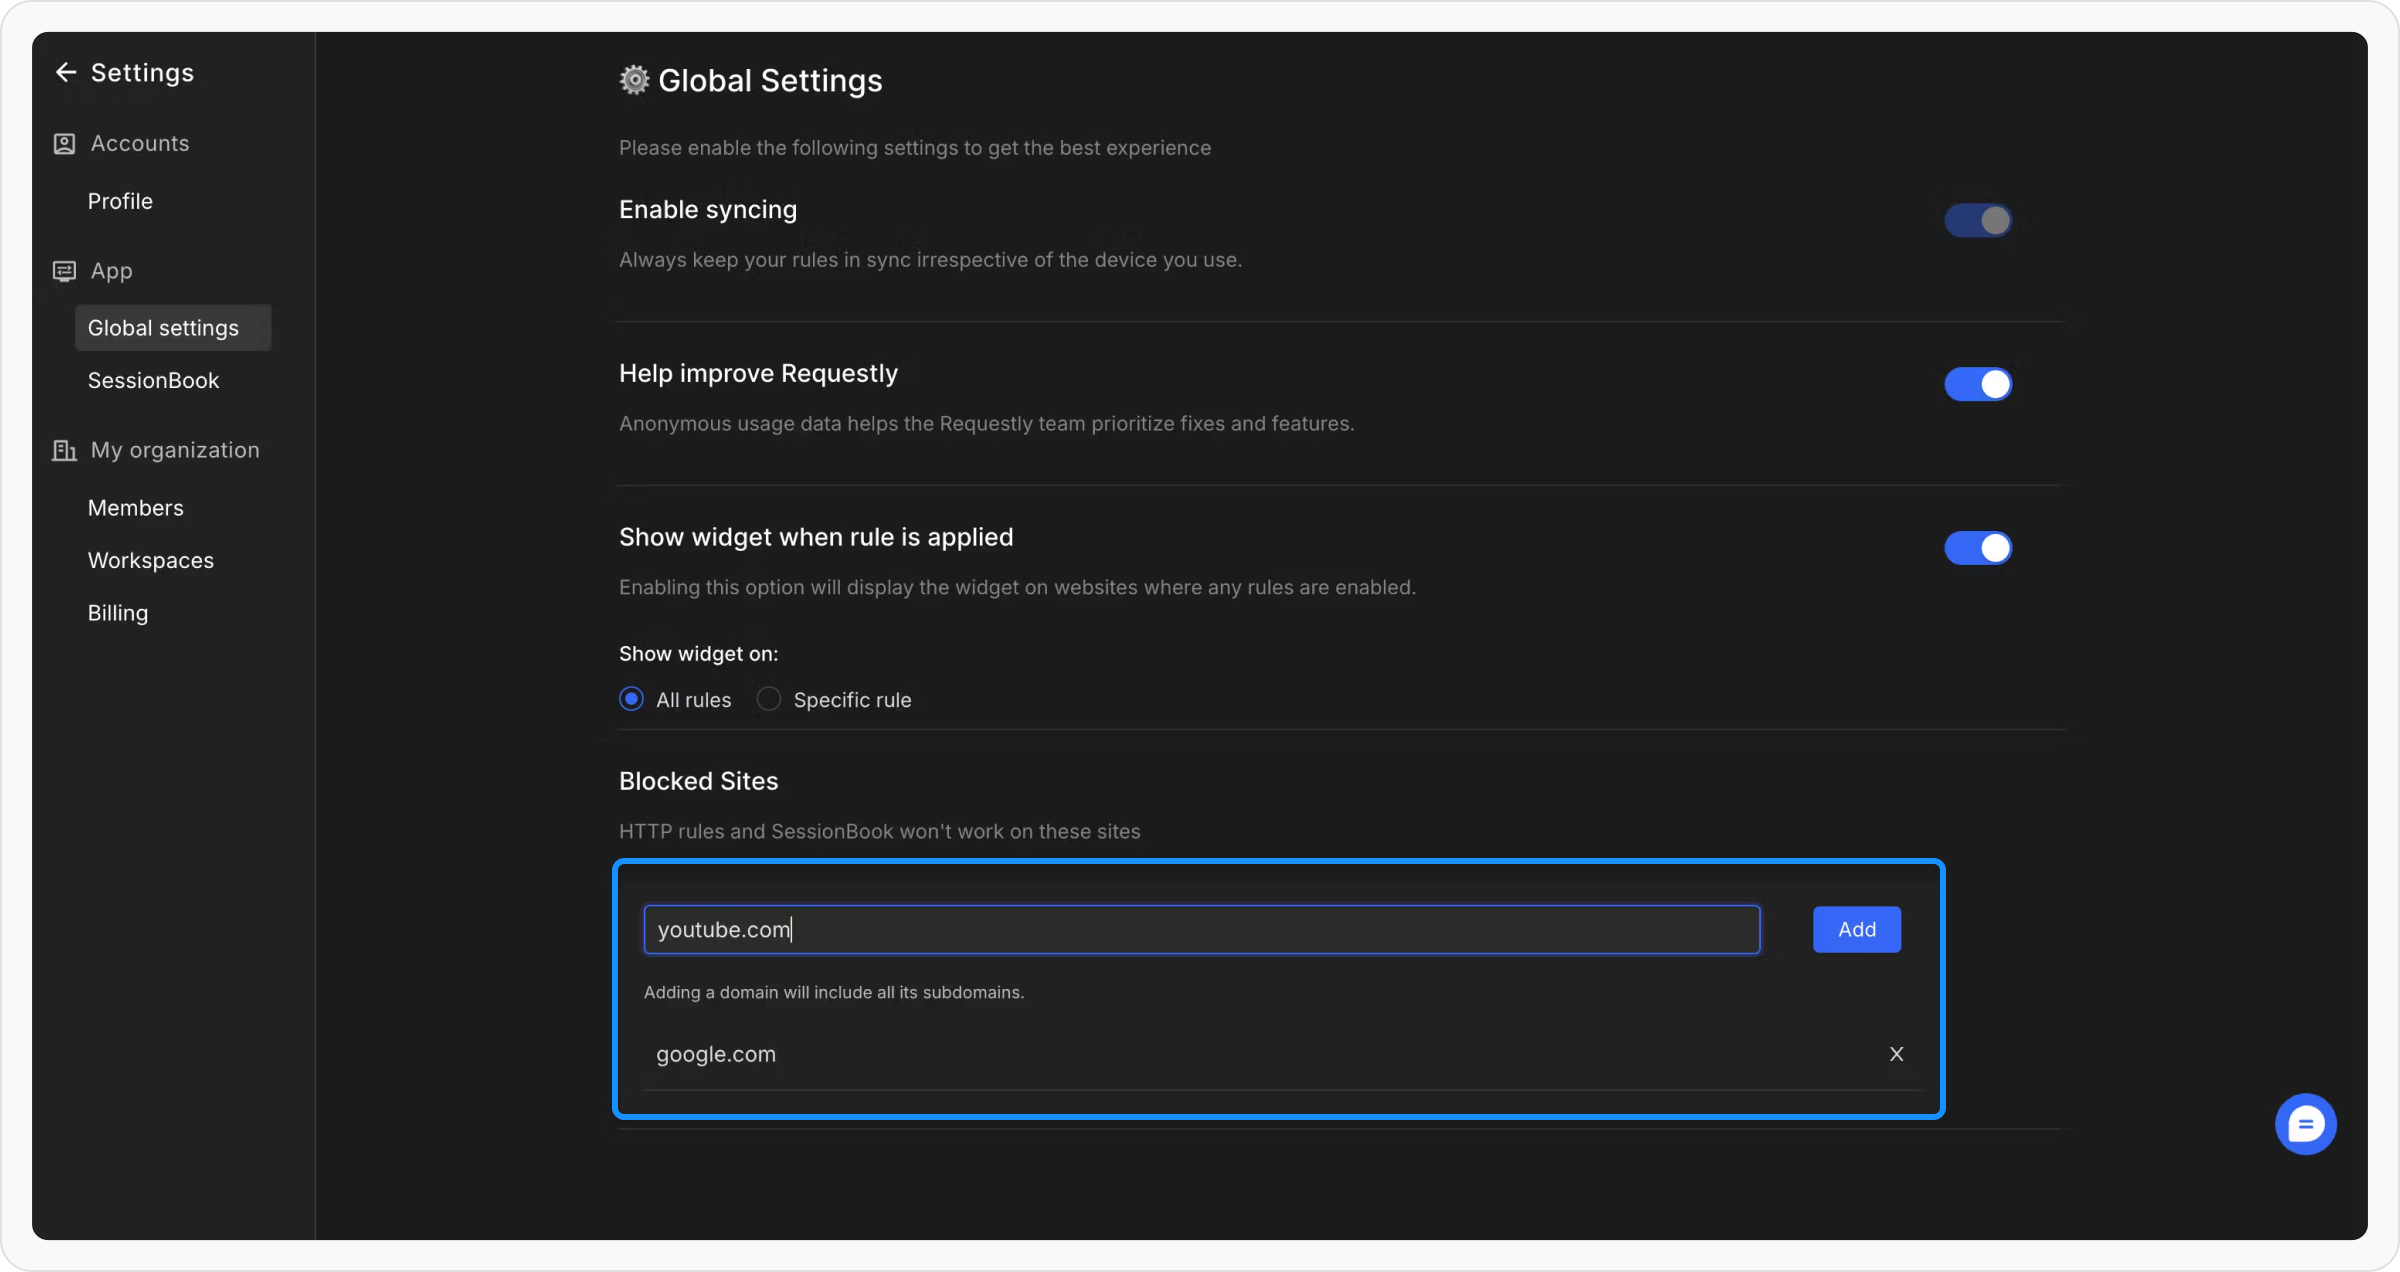 Settings
Accounts
Profile
App
Global settings
SessionBook
My organization
Members
Workspaces
Billing
Global Settings
Please enable the following settings to get the best experience
Enable syncing
Always keep your rules in sync irrespective of the device you use.
Help improve Requestly
Anonymous usage data helps the Requestly team prioritize fixes and features.
Show widget when rule is applied
Enabling this option will display the widget on websites where any rules are enabled.
Show widget on:
All rules Specific rule
Blocked Sites
HTTP rules and SessionBook won't work on these sites
youtube.com Add
Adding a domain will include all its subdomains.
google.com